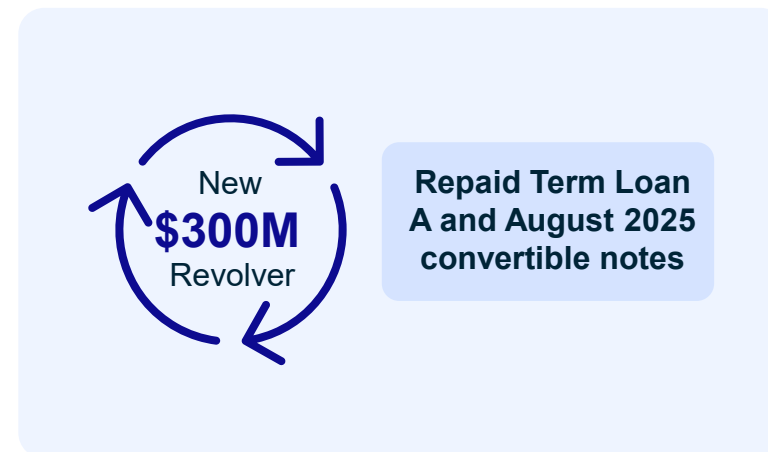 New
$300M
Revolver
Repaid Term Loan
A and August 2025
convertible notes